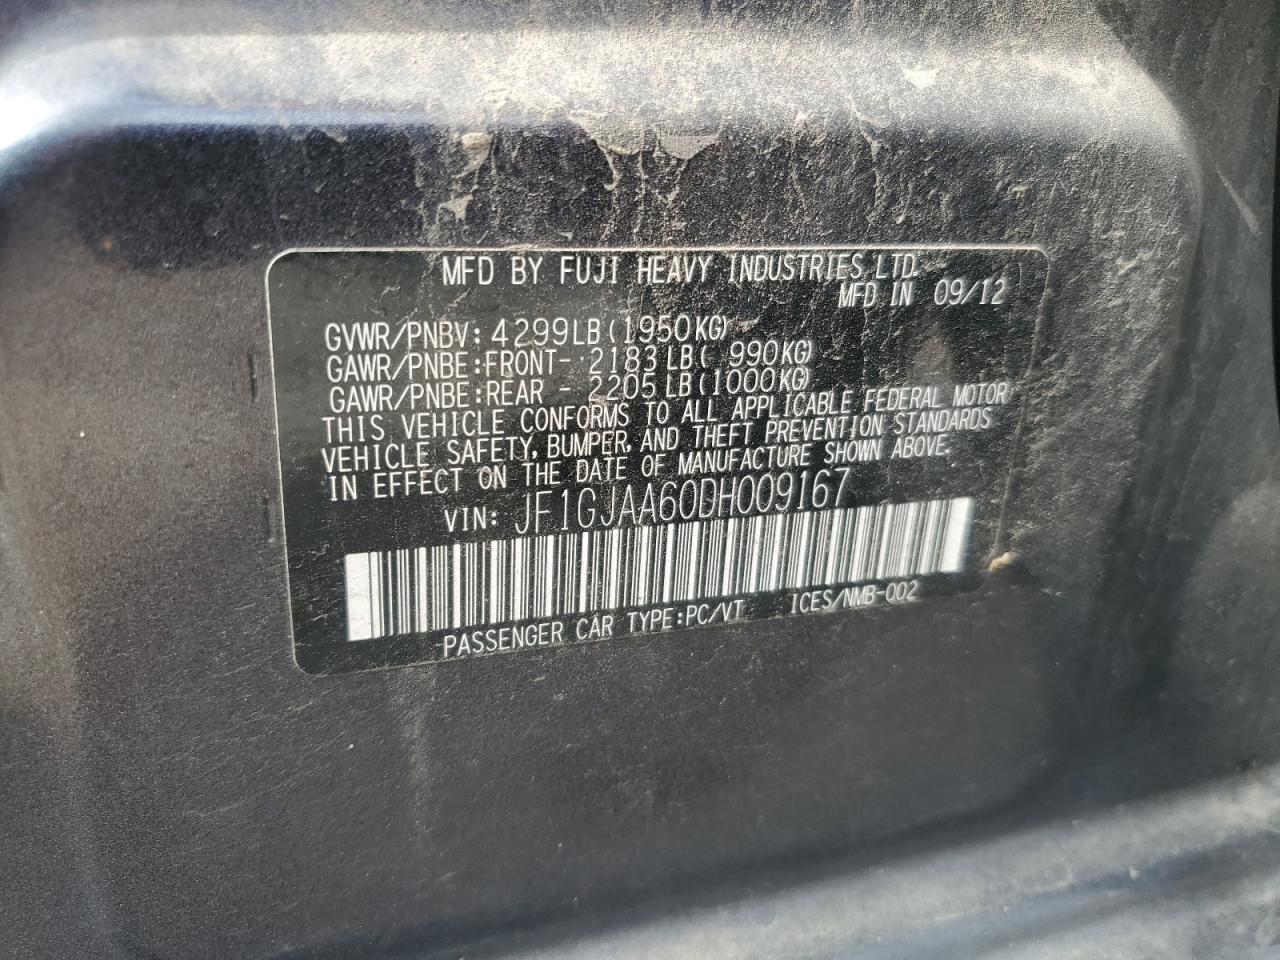 MFD BY FUJI HEAVY INDUSTRIES LTD.
MFD IN 09/12
GVWR/PNBV: 4299LB(1950KG)
GAWR/PNBE:FRONT- 2183LB( 990KG)
GAWR/PNBE:REAR - 2205LB(1000KG)
THIS VEHICLE CONFORMS TO ALL APPLICABLE FEDERAL MOTOR
VEHICLE SAFETY, BUMPER, AND THEFT PREVENTION STANDARDS
IN EFFECT ON THE DATE OF MANUFACTURE SHOWN ABOVE.
VIN: JF1GJAA60DH009167
PASSENGER CAR TYPE:PC/VT ICES/NMB-002